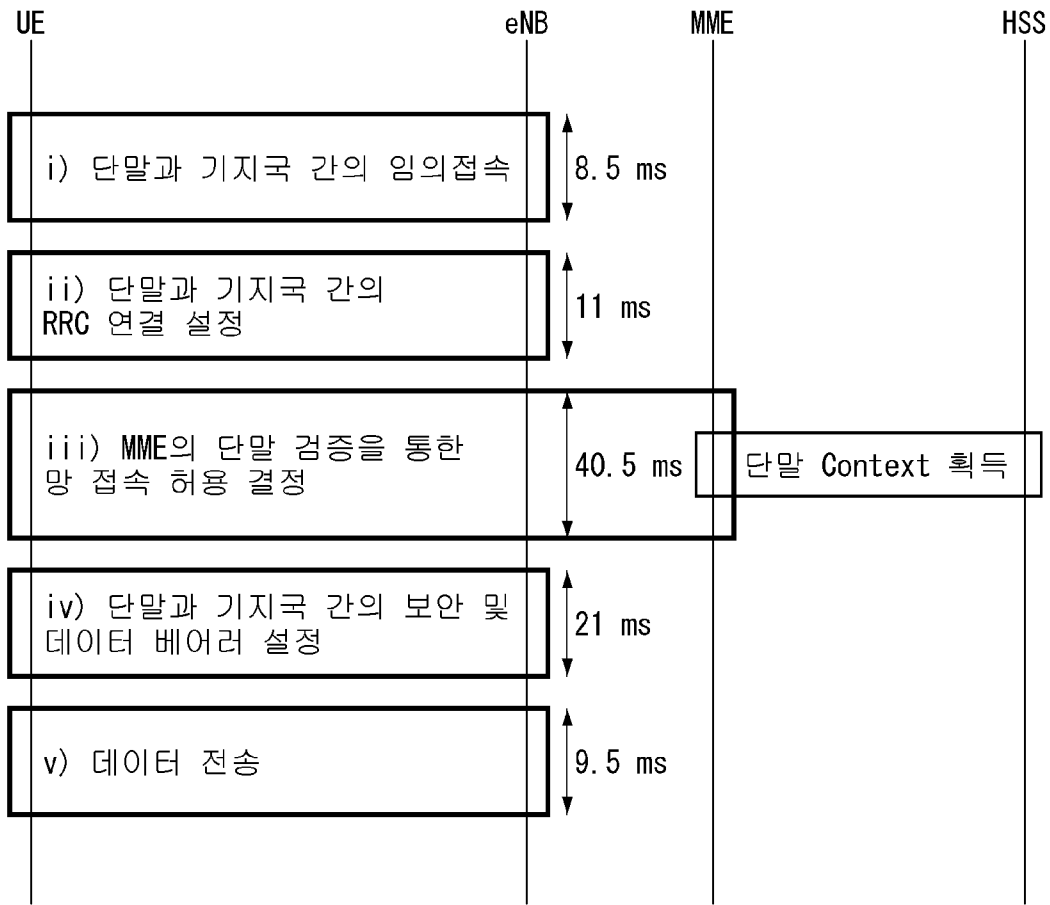 UE eNB MME HSS
i) 단말과 기지국 간의 임의접속
8.5 ms
ii) 단말과 기지국 간의
RRC 연결 설정
11 ms
iii) MME의 단말 검증을 통한
망 접속 허용 결정
40.5 ms
단말 Context 획득
iv) 단말과 기지국 간의 보안 및
데이터 베어러 설정
21 ms
v) 데이터 전송
9.5 ms